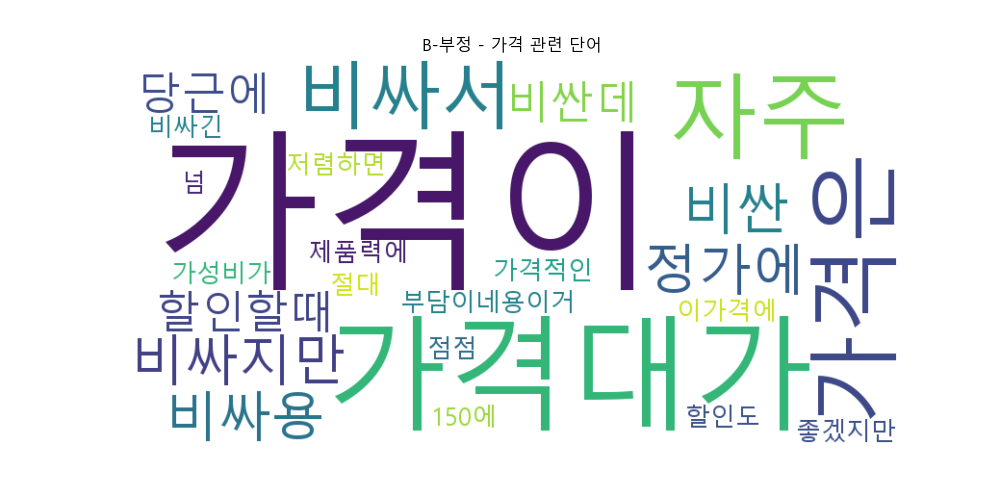 B-부정 - 가격 관련 단어
당근에
비싸서
비싼데
자주
비싸긴
저렴하면
넘
가격이
비싼
가격은
제품력에
정가에
가성비가
절대
가격적인
할인할때
부담이네용이거
이가격에
비싸지만
가격대가
점점
비싸용
150에
할인도
좋겠지만